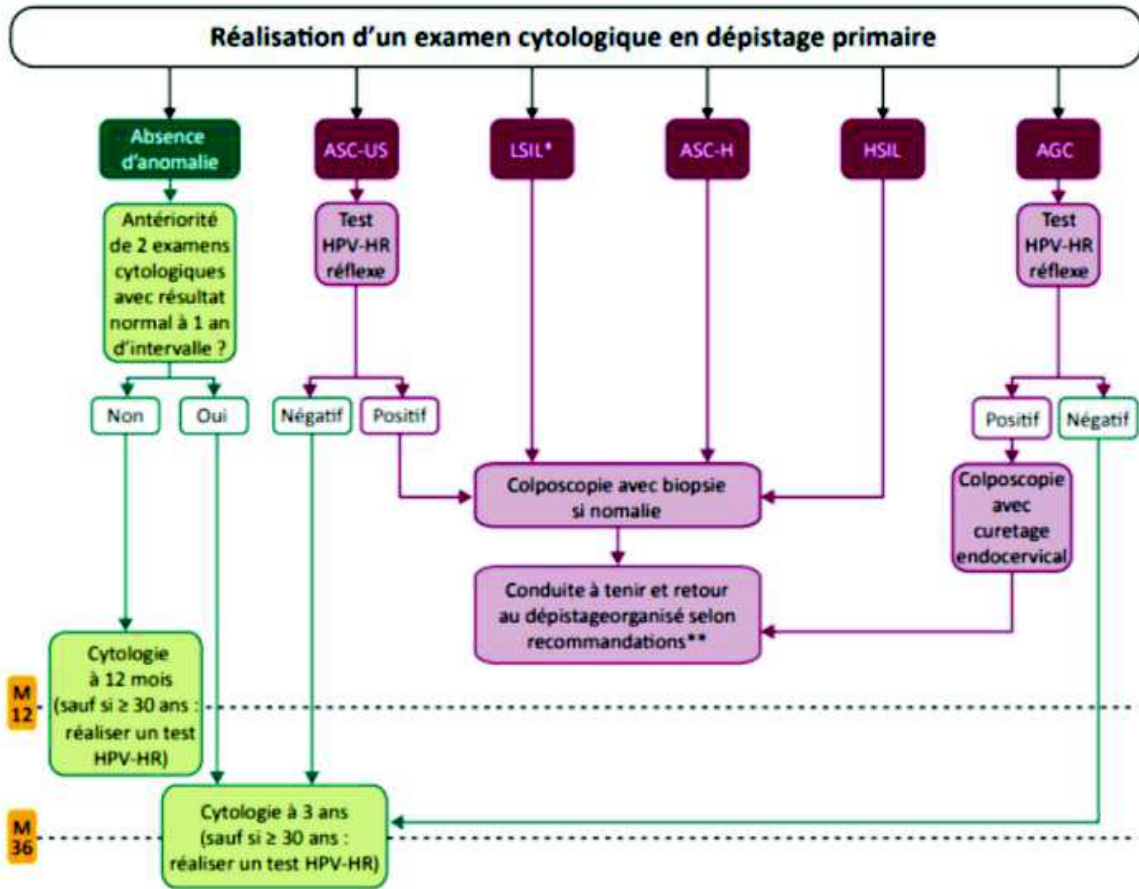 Réalisation d'un examen cytologique en dépistage primaire
Absence
d'anomalie
ASC-US
LSIL*
ASC-H
HSIL
AGC
Antériorité
de 2 examens
cytologiques
avec résultat
normal à 1 an
d'intervalle ?
Test
HPV-HR
réflexe
Test
HPV-HR
réflexe
Non
Oui
Négatif
Positif
Positif
Négatif
Colposcopie avec biopsie
si nomalie
Colposcopie
avec
curetage
endocervical
Conduite à tenir et retour
au dépistageorganisé selon
recommandations**
Cytologie
à 12 mois
(sauf si ≥ 30 ans :
réaliser un test
HPV-HR)
M
12
Cytologie à 3 ans
(sauf si ≥ 30 ans :
réaliser un test HPV-HR)
M
36